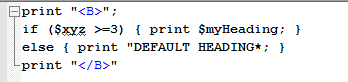 print "<B>";
if ($xyz >=3) { print $myHeading; }
else { print "DEFAULT HEADING*; }
print "</B>"